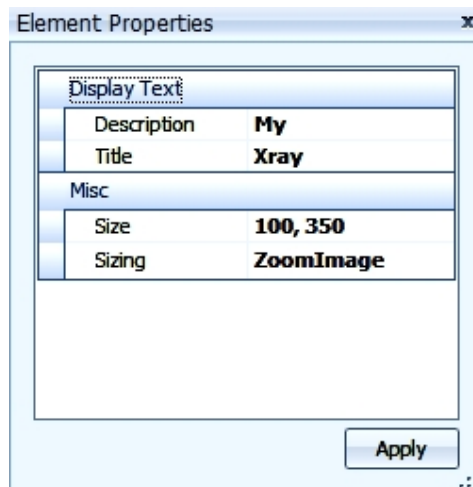 Element Properties x
Display Text
Description My
Title Xray
Misc
Size 100, 350
Sizing ZoomImage
Apply